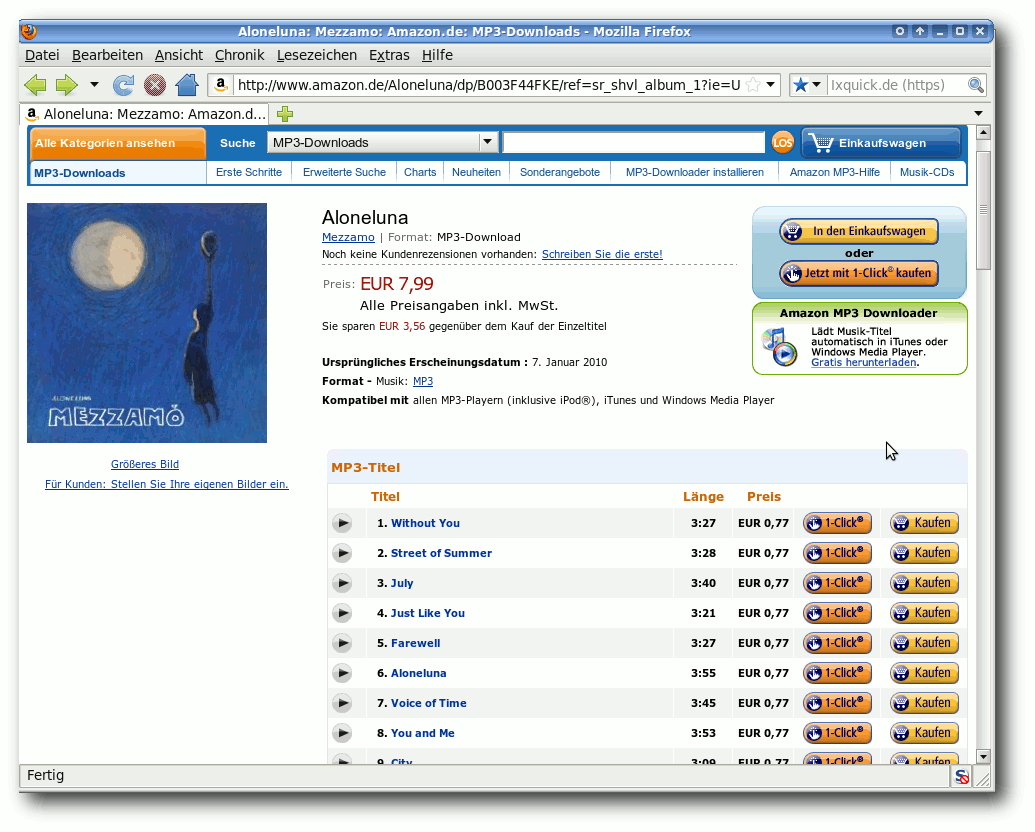 Aloneluna: Mezzamo: Amazon.de: MP3-Downloads - Mozilla Firefox
Datei Bearbeiten Ansicht Chronik Lesezeichen Extras Hilfe
http://www.amazon.de/Aloneluna/dp/B003F44FKE/ref=sr_shvl_album_1?ie=U
Ixquick.de (https)
Aloneluna: Mezzamo: Amazon.d...
Alle Kategorien ansehen Suche MP3-Downloads LOS Einkaufswagen
MP3-Downloads Erste Schritte Erweiterte Suche Charts Neuheiten Sonderangebote MP3-Downloader installieren Amazon MP3-Hilfe Musik-CDs
ALONELUNA
MEZZAMO
Größeres Bild
Für Kunden: Stellen Sie Ihre eigenen Bilder ein.
Aloneluna
Mezzamo | Format: MP3-Download
Noch keine Kundenrezensionen vorhanden: Schreiben Sie die erste!
Preis: EUR 7,99
Alle Preisangaben inkl. MwSt.
Sie sparen EUR 3,56 gegenüber dem Kauf der Einzeltitel
Ursprüngliches Erscheinungsdatum : 7. Januar 2010
Format - Musik: MP3
Kompatibel mit allen MP3-Playern (inklusive iPod®), iTunes und Windows Media Player
In den Einkaufswagen
oder
Jetzt mit 1-Click® kaufen
Amazon MP3 Downloader
Lädt Musik-Titel
automatisch in iTunes oder
Windows Media Player.
Gratis herunterladen.
MP3-Titel
Titel Länge Preis
1. Without You 3:27 EUR 0,77 1-Click® Kaufen
2. Street of Summer 3:28 EUR 0,77 1-Click® Kaufen
3. July 3:40 EUR 0,77 1-Click® Kaufen
4. Just Like You 3:21 EUR 0,77 1-Click® Kaufen
5. Farewell 3:27 EUR 0,77 1-Click® Kaufen
6. Aloneluna 3:55 EUR 0,77 1-Click® Kaufen
7. Voice of Time 3:45 EUR 0,77 1-Click® Kaufen
8. You and Me 3:53 EUR 0,77 1-Click® Kaufen
9. City 3:09 EUR 0,77 1-Click® Kaufen
Fertig